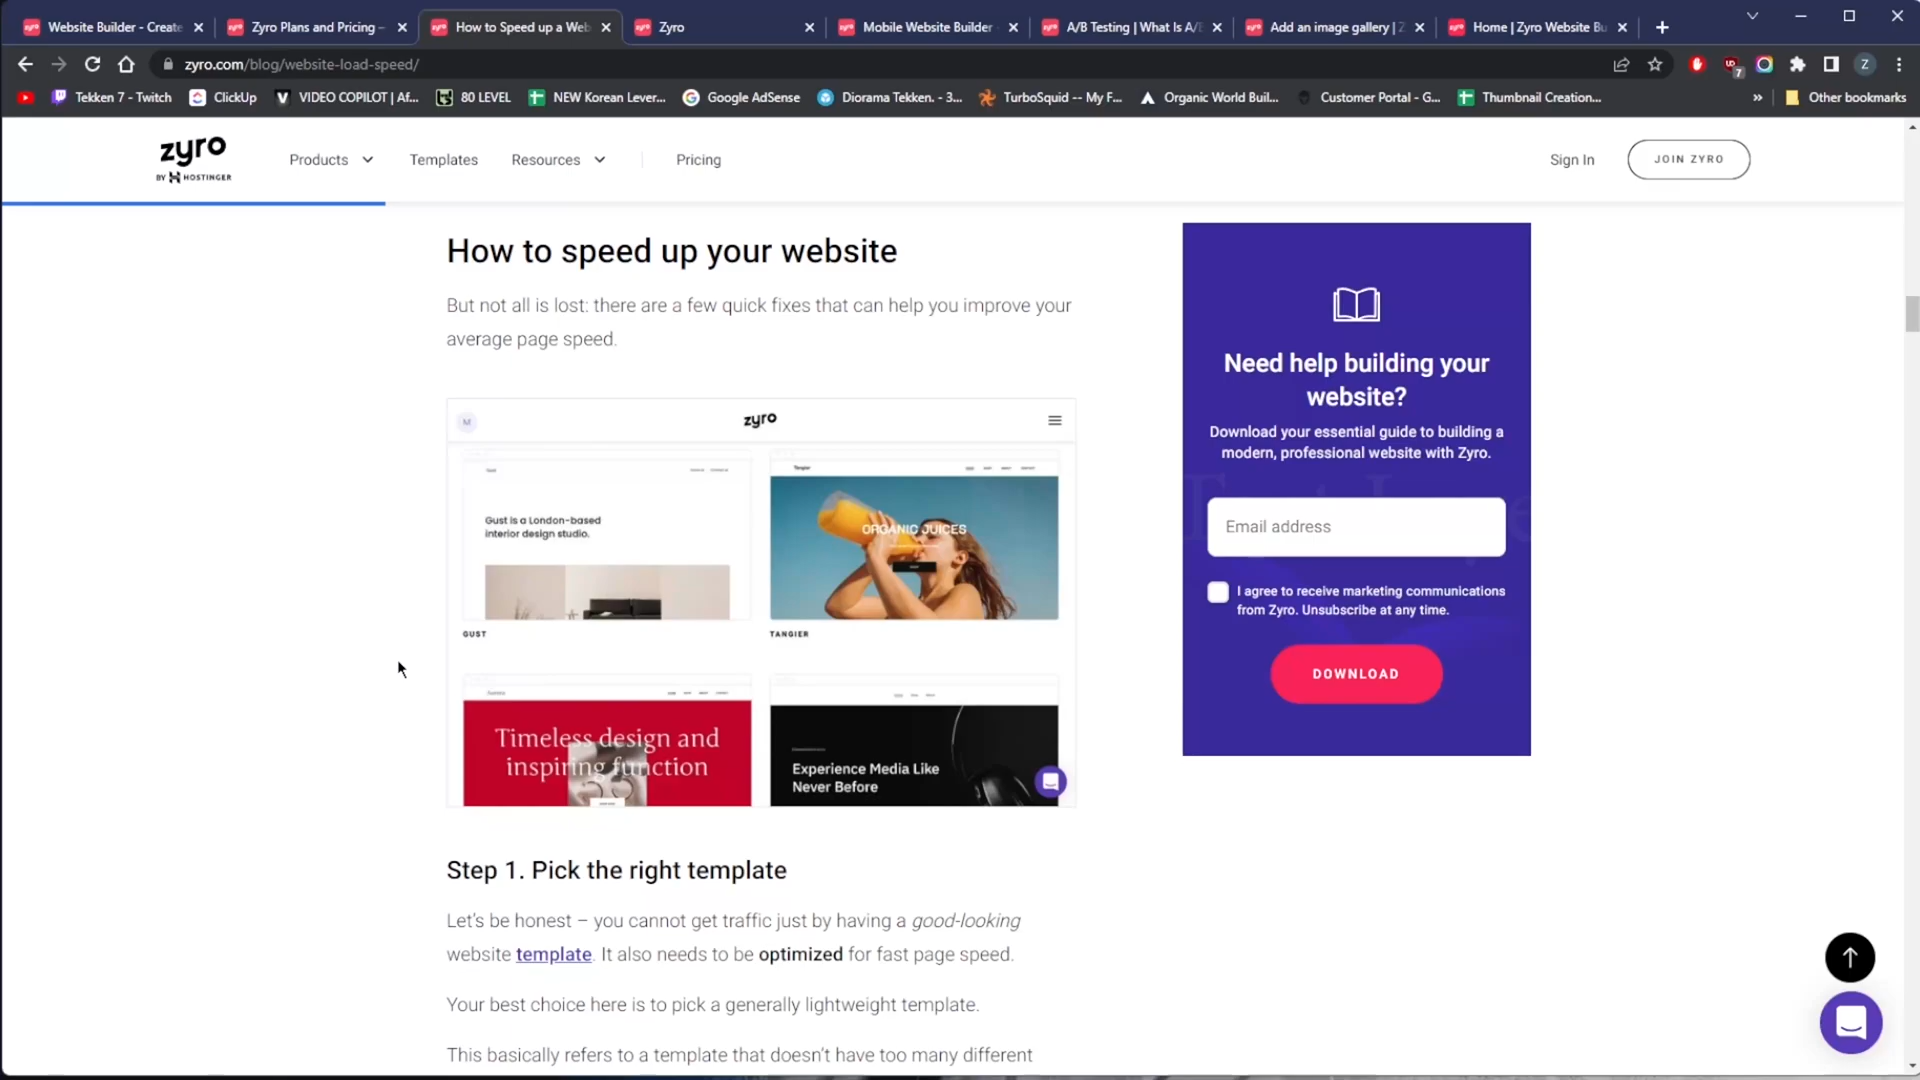 Website Builder - Create
Zyro Plans and Pricing –
How to Speed up a Web
Zyro
Mobile Website Builder
A/B Testing | What Is A/
Add an image gallery | Z
Home | Zyro Website Bu
zyro.com/blog/website-load-speed/
7
Z
Tekken 7 - Twitch
ClickUp
VIDEO COPILOT | Af...
80 LEVEL
NEW Korean Lever...
Google AdSense
Diorama Tekken. - 3...
TurboSquid -- My F...
Organic World Buil...
Customer Portal - G...
Thumbnail Creation...
»
Other bookmarks
zyro
BY HOSTINGER
Products
Templates
Resources
Pricing
Sign In
JOIN ZYRO
How to speed up your website
But not all is lost: there are a few quick fixes that can help you improve your
average page speed.
M
zyro
Gust is a London-based
interior design studio.
GUST
Tangier
ORGANIC JUICES
TANGIER
Timeless design and
inspiring function
Experience Media Like
Never Before
Need help building your
website?
Download your essential guide to building a
modern, professional website with Zyro.
Email address
I agree to receive marketing communications
from Zyro. Unsubscribe at any time.
DOWNLOAD
Step 1. Pick the right template
Let's be honest – you cannot get traffic just by having a good-looking
website template. It also needs to be optimized for fast page speed.
Your best choice here is to pick a generally lightweight template.
This basically refers to a template that doesn't have too many different